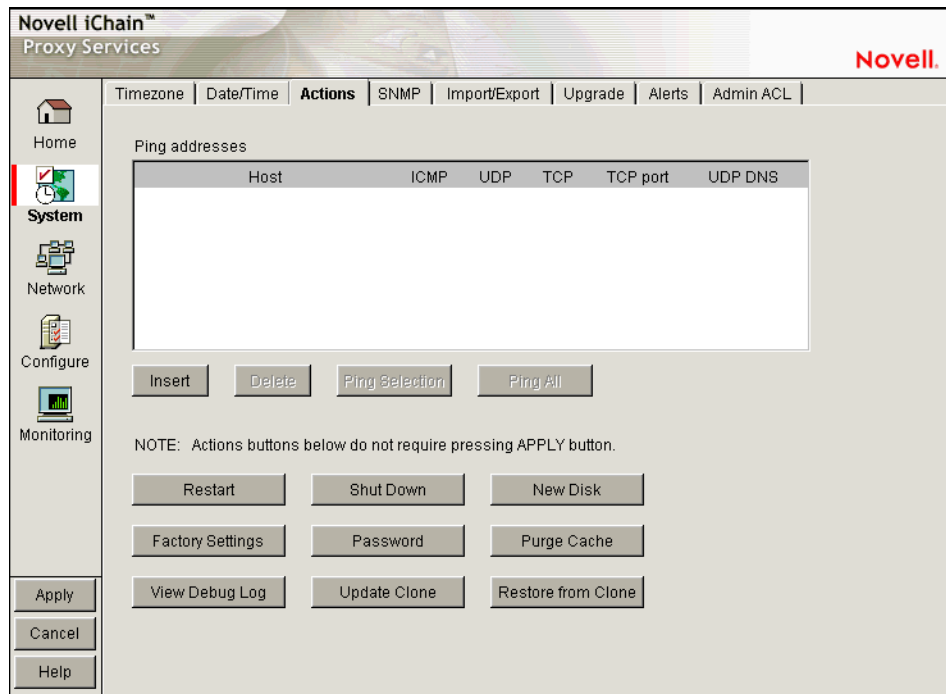 Novell iChain™
Proxy Services
Novell.
Timezone Date/Time Actions SNMP Import/Export Upgrade Alerts Admin ACL
Home
System
Network
Configure
Monitoring
Ping addresses
Host ICMP UDP TCP TCP port UDP DNS
Insert Delete Ping Selection Ping All
NOTE: Actions buttons below do not require pressing APPLY button.
Restart Shut Down New Disk
Factory Settings Password Purge Cache
View Debug Log Update Clone Restore from Clone
Apply
Cancel
Help